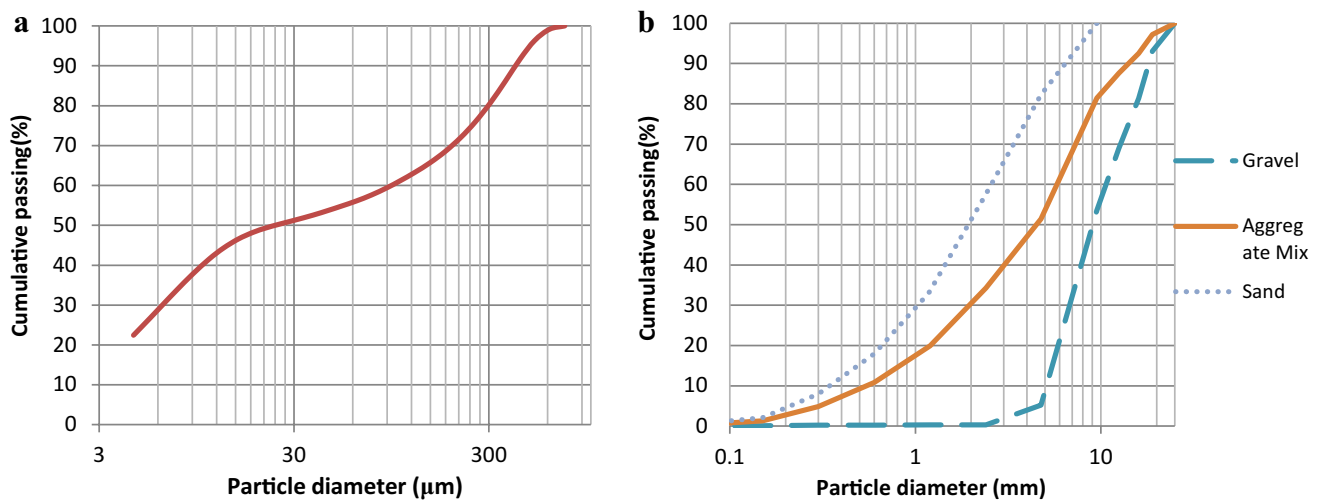 a
100
90
80
70
60
50
40
30
20
10
0
Cumulative passing(%)
3
30
300
Particle diameter (µm)
b
100
90
80
70
60
50
40
30
20
10
0
Cumulative passing(%)
0.1
1
10
Particle diameter (mm)
Gravel
Aggreg
ate Mix
Sand